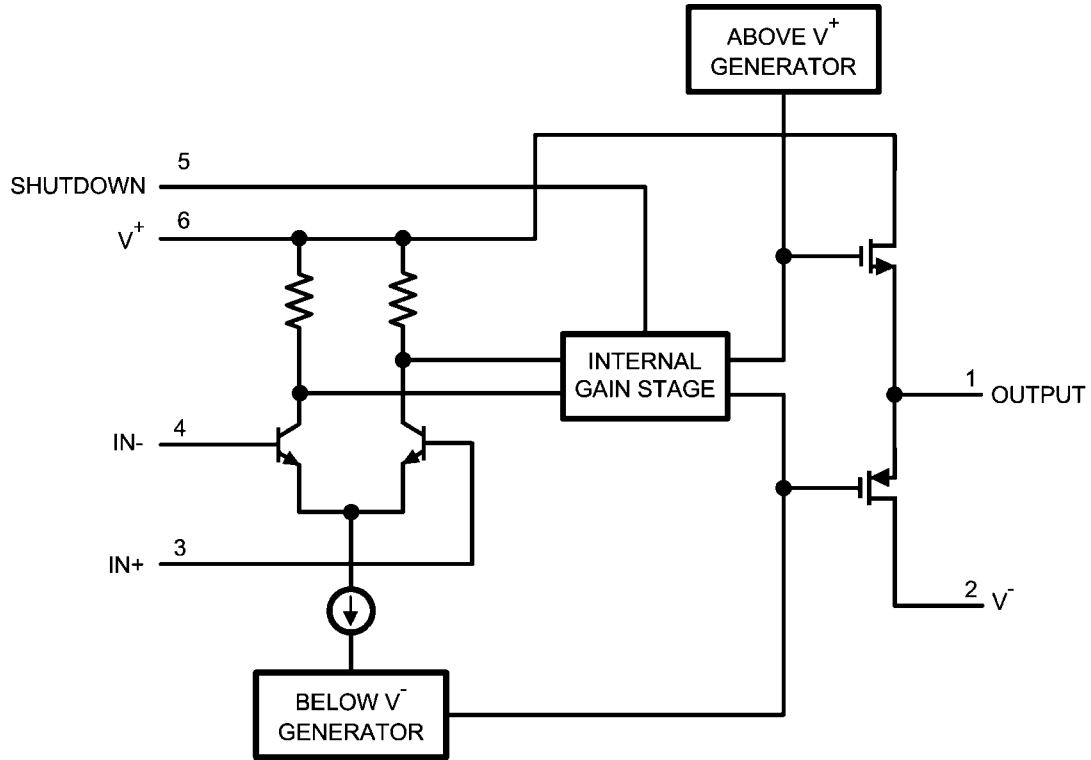 ABOVE V+
GENERATOR
5
SHUTDOWN
6
V+
INTERNAL
GAIN STAGE
1
OUTPUT
4
IN-
3
IN+
2
V-
BELOW V-
GENERATOR